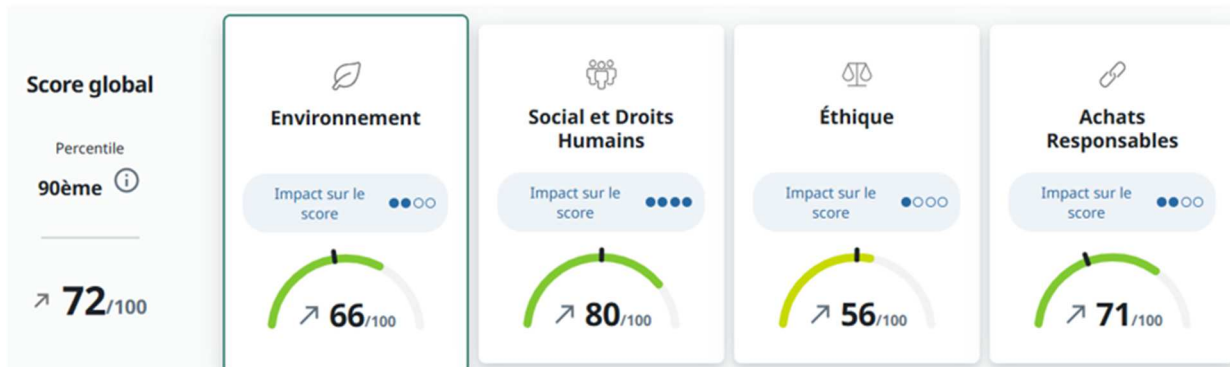 Score global
Percentile
90ème
72/100
Environnement
Impact sur le
score
66/100
Social et Droits
Humains
Impact sur le
score
80/100
Éthique
Impact sur le
score
56/100
Achats
Responsables
Impact sur le
score
71/100